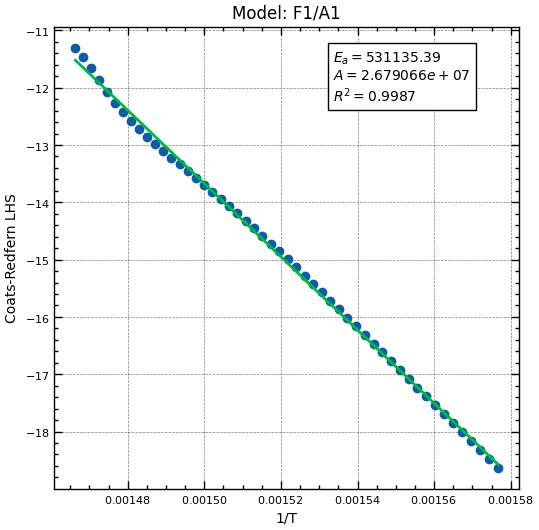 Model: F1/A1
E_a = 531135.39
A = 2.679066e + 07
R² = 0.9987
Coats-Redfern LHS
−11
−12
−13
−14
−15
−16
−17
−18
0.00148 0.00150 0.00152 0.00154 0.00156 0.00158
1/T